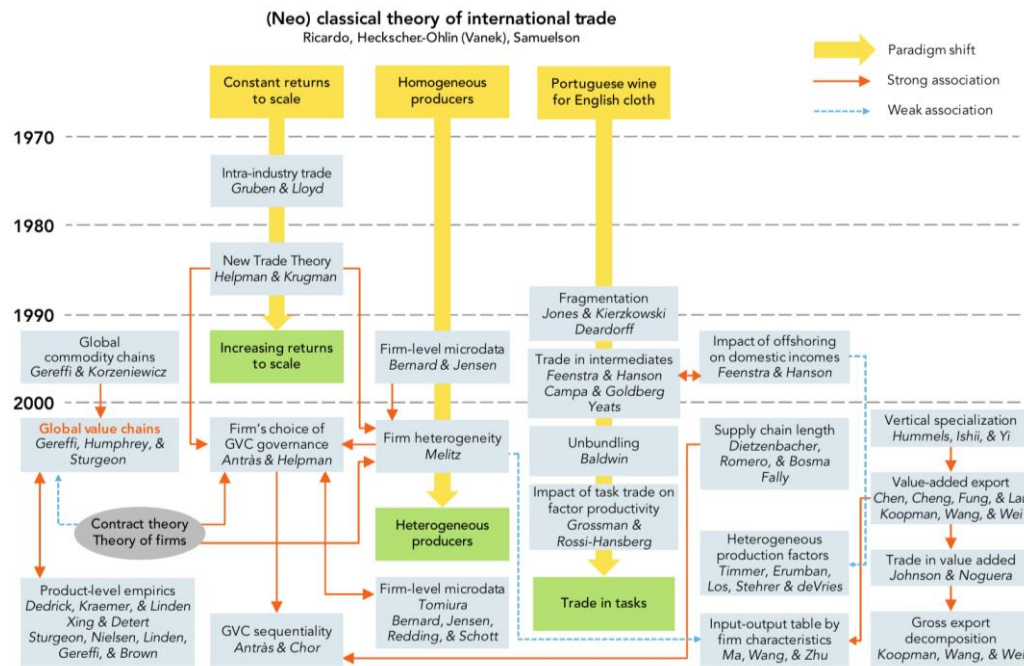 (Neo) classical theory of international trade
Ricardo, Heckscher-Ohlin (Vanek), Samuelson
Paradigm shift
Strong association
Weak association
Constant returns
to scale
Homogeneous
producers
Portuguese wine
for English cloth
1970
Intra-industry trade
Gruben & Lloyd
1980
New Trade Theory
Helpman & Krugman
Fragmentation
Jones & Kierzkowski
Deardorff
1990
Global
commodity chains
Gereffi & Korzeniewicz
Increasing returns
to scale
Firm-level microdata
Bernard & Jensen
Trade in intermediates
Feenstra & Hanson
Campa & Goldberg
Yeats
Impact of offshoring
on domestic incomes
Feenstra & Hanson
2000
Global value chains
Gereffi, Humphrey, &
Sturgeon
Firm's choice of
GVC governance
Antràs & Helpman
Firm heterogeneity
Melitz
Unbundling
Baldwin
Supply chain length
Dietzenbacher,
Romero, & Bosma
Fally
Vertical specialization
Hummels, Ishii, & Yi
Contract theory
Theory of firms
Heterogeneous
producers
Impact of task trade on
factor productivity
Grossman &
Rossi-Hansberg
Heterogeneous
production factors
Timmer, Erumban,
Los, Stehrer & deVries
Value-added export
Chen, Cheng, Fung, & Lau
Koopman, Wang, & Wei
Trade in value added
Johnson & Noguera
Product-level empirics
Dedrick, Kraemer, & Linden
Xing & Detert
Sturgeon, Nielsen, Linden,
Gereffi, & Brown
GVC sequentiality
Antràs & Chor
Firm-level microdata
Tomiura
Bernard, Jensen,
Redding, & Schott
Trade in tasks
Input-output table by
firm characteristics
Ma, Wang, & Zhu
Gross export
decomposition
Koopman, Wang, & Wei